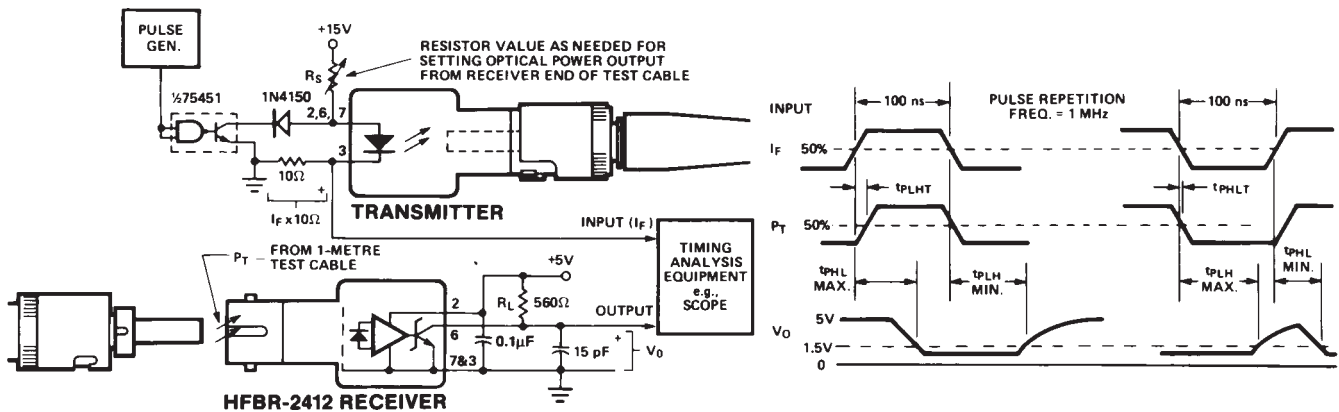 PULSE
GEN.
+15V
RS
RESISTOR VALUE AS NEEDED FOR
SETTING OPTICAL POWER OUTPUT
FROM RECEIVER END OF TEST CABLE
½75451
1N4150
2,6,
7
3
10Ω
+
IF x 10Ω
TRANSMITTER
INPUT (IF)
TIMING
ANALYSIS
EQUIPMENT
e.g.,
SCOPE
PT – FROM 1-METRE
TEST CABLE
+5V
2
RL
560Ω
OUTPUT
6
0.1µF
15 pF
+
VO
7&3
HFBR-2412 RECEIVER
INPUT
100 ns
PULSE REPETITION
FREQ. = 1 MHz
100 ns
IF
50%
tPLHT
tPHLT
PT
50%
tPHL
MAX.
tPLH
MIN.
tPLH
MAX.
tPHL
MIN.
VO
5V
1.5V
0